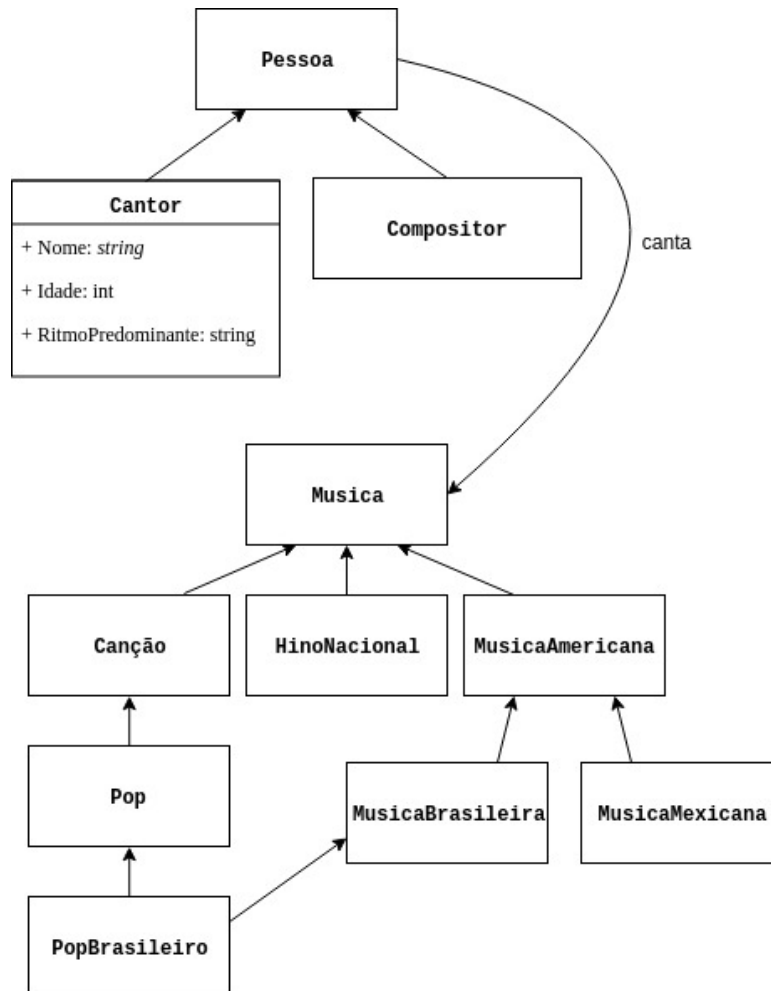 Pessoa
Cantor
+ Nome: string
+ Idade: int
+ RitmoPredominante: string
Compositor
canta
Musica
Canção
HinoNacional
MusicaAmericana
Pop
MusicaBrasileira
MusicaMexicana
PopBrasileiro